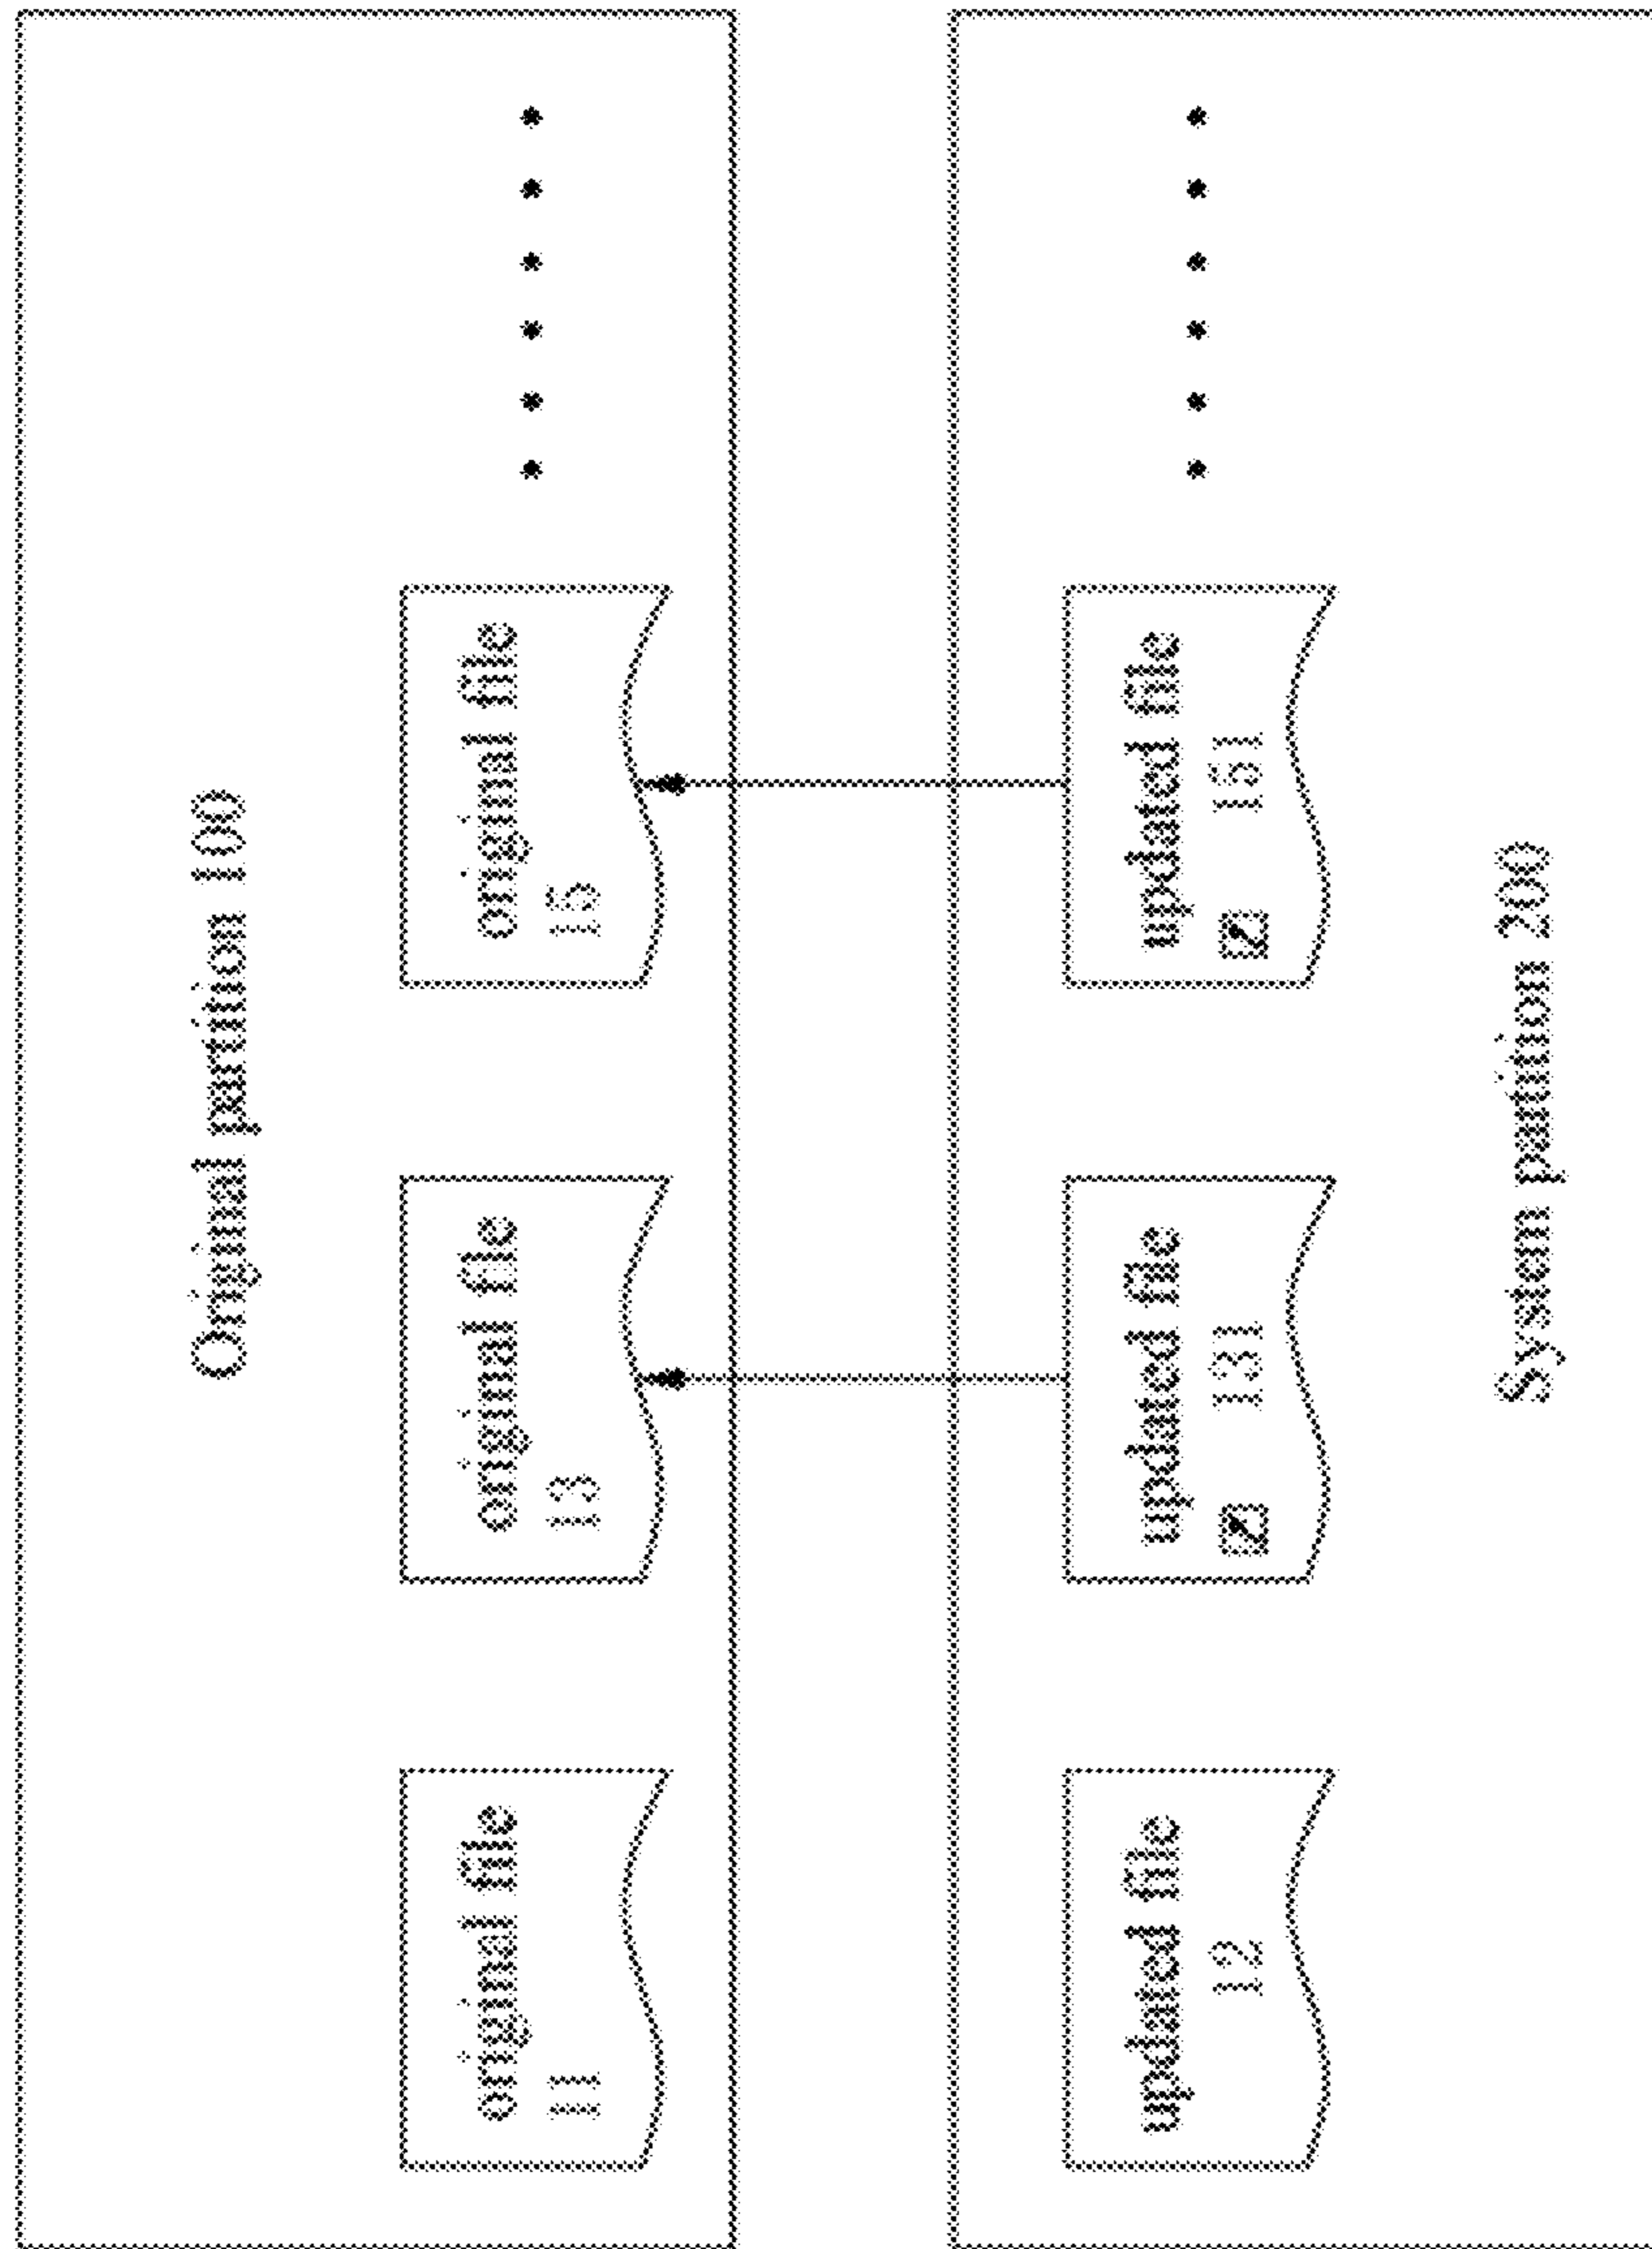 Original partition 100
original file
11
original file
13
original file
15
updated file
12
updated file
131
updated file
151
System partition 200